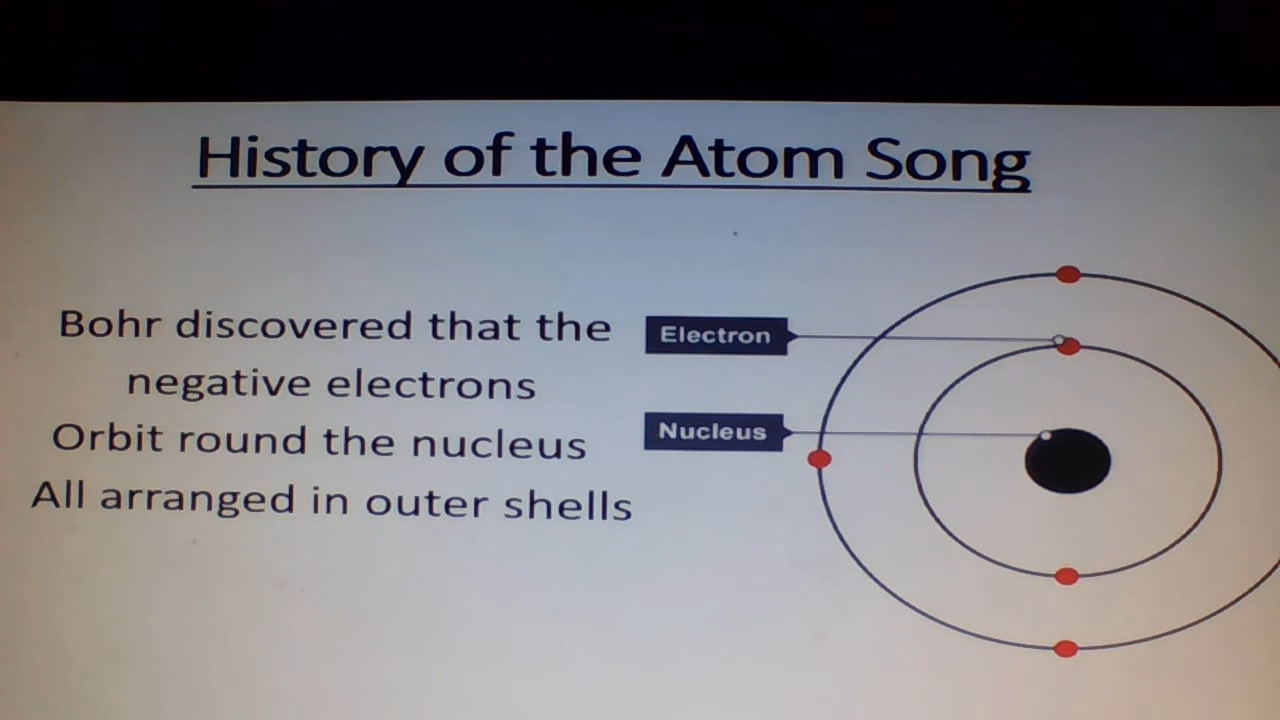 History of the Atom Song
Bohr discovered that the
negative electrons
Orbit round the nucleus
All arranged in outer shells
Electron
Nucleus